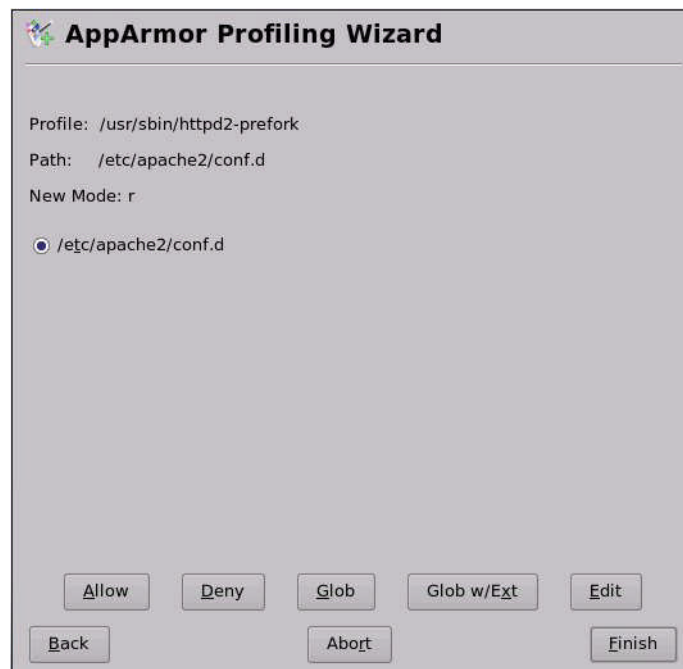 AppArmor Profiling Wizard
Profile: /usr/sbin/httpd2-prefork
Path: /etc/apache2/conf.d
New Mode: r
/etc/apache2/conf.d
Allow Deny Glob Glob w/Ext Edit
Back Abort Finish